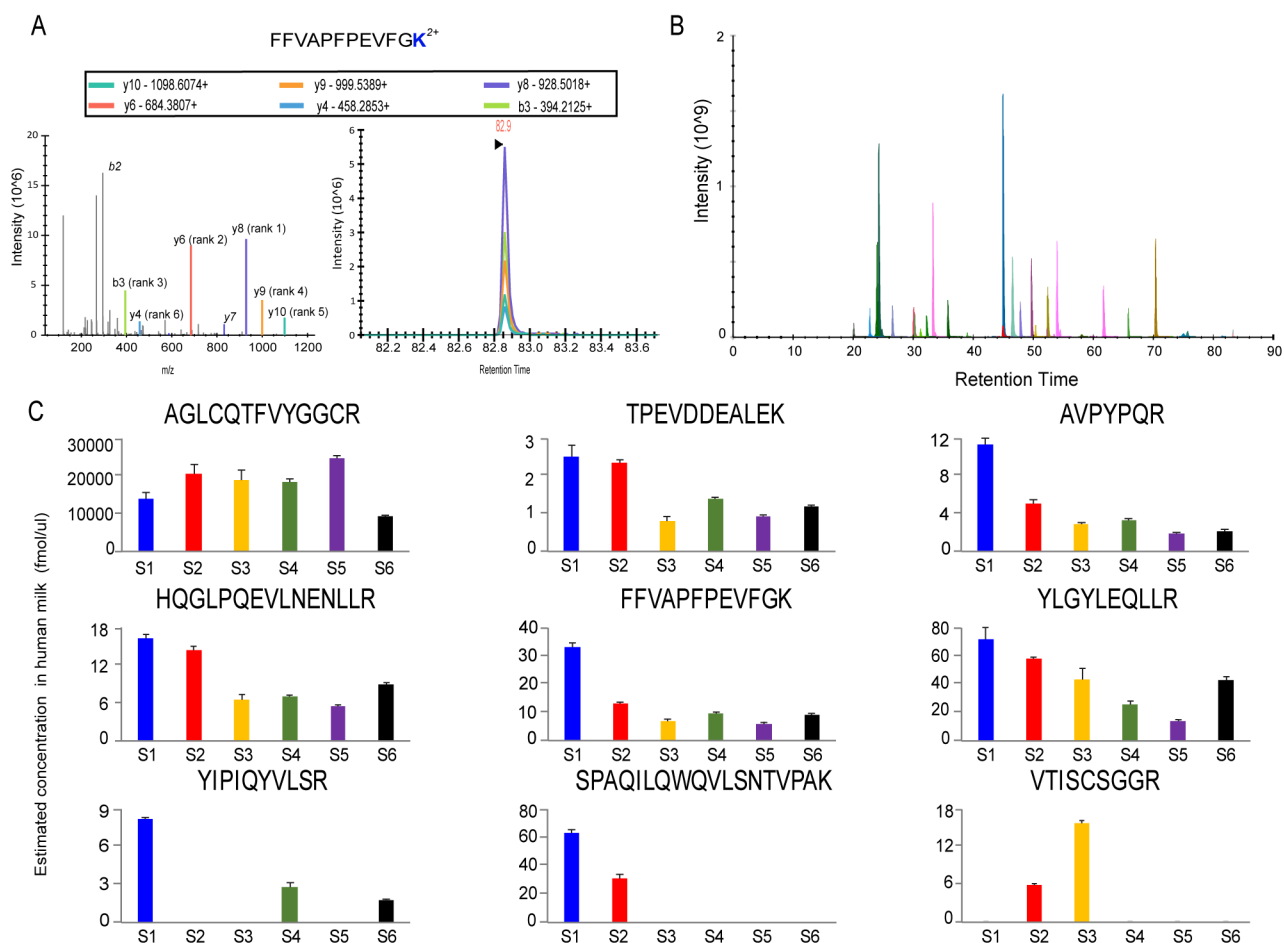 A
FFVAPFPEVFGK2+
y10 - 1098.6074+ y9 - 999.5389+ y8 - 928.5018+
y6 - 684.3807+ y4 - 458.2853+ b3 - 394.2125+
Intensity (10^6)
20
15
10
5
0
b2
b3 (rank 3)
y4 (rank 6)
y6 (rank 2)
y7
y8 (rank 1)
y9 (rank 4)
y10 (rank 5)
200 400 600 800 1000 1200
m/z
82.9
Intensity (10^6)
6
5
4
3
2
1
0
82.2 82.4 82.6 82.8 83.0 83.2 83.4 83.6
Retention Time
B
Intensity (10^9)
2
1
0
0 10 20 30 40 50 60 70 80 90
Retention Time
C
Estimated concentration in human milk (fmol/ul)
AGLCQTFVYGGCR
30000
20000
10000
0
S1 S2 S3 S4 S5 S6
TPEVDDEALEK
3
2
1
0
S1 S2 S3 S4 S5 S6
AVPYPQR
12
8
4
0
S1 S2 S3 S4 S5 S6
HQGLPQEVLNENLLR
18
12
6
0
S1 S2 S3 S4 S5 S6
FFVAPFPEVFGK
40
30
20
10
0
S1 S2 S3 S4 S5 S6
YLGYLEQLLR
80
60
40
20
0
S1 S2 S3 S4 S5 S6
YIPIQYVLSR
9
6
3
0
S1 S2 S3 S4 S5 S6
SPAQILQWQVLSNTVPAK
80
60
40
20
0
S1 S2 S3 S4 S5 S6
VTISCSGGR
18
12
6
0
S1 S2 S3 S4 S5 S6